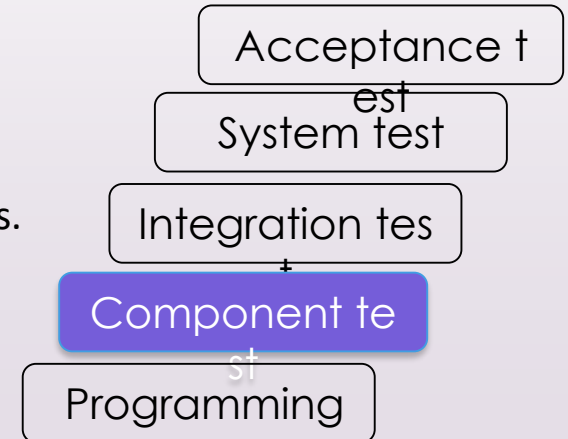 Acceptance t
est
System test
s.
Integration tes
t
Component te
st
Programming